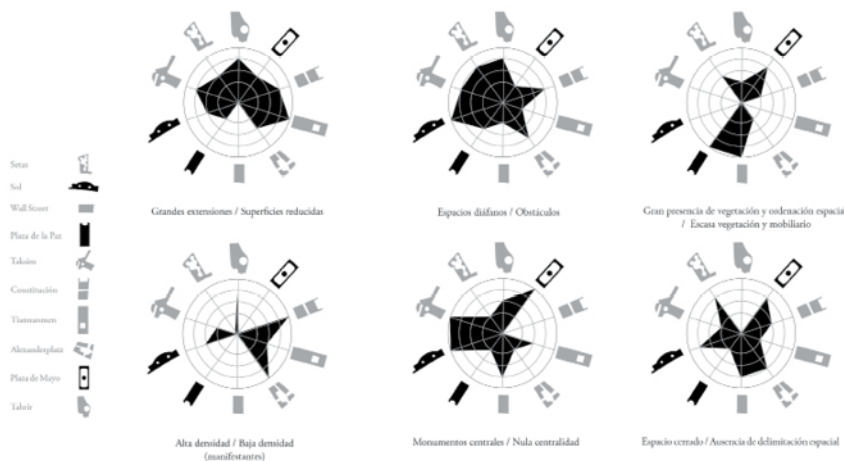 Setas
Sol
Wall Street
Plaza de la Paz
Taksim
Constitución
Tiananmen
Alexanderplatz
Plaza de Mayo
Tahrir
Grandes extensiones / Superficies reducidas
Espacios diáfanos / Obstáculos
Gran presencia de vegetación y ordenación espacial
/ Escasa vegetación y mobiliario
Alta densidad / Baja densidad
(manifestantes)
Monumentos centrales / Nula centralidad
Espacio cerrado / Ausencia de delimitación espacial